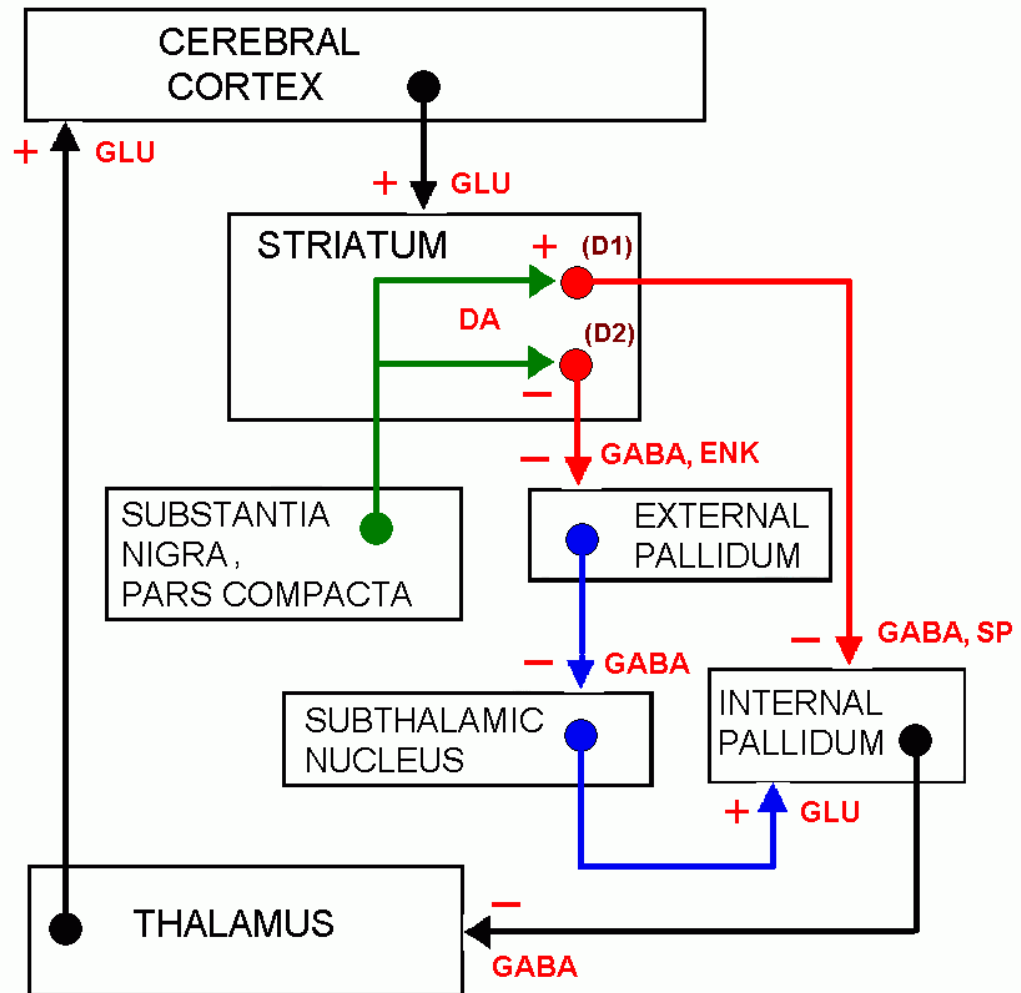 CEREBRAL
CORTEX
+ GLU
+ GLU
STRIATUM
+ (D1)
DA
(D2)
−
− GABA, ENK
SUBSTANTIA
NIGRA ,
PARS COMPACTA
EXTERNAL
PALLIDUM
− GABA, SP
− GABA
SUBTHALAMIC
NUCLEUS
INTERNAL
PALLIDUM
+ GLU
THALAMUS
−
GABA